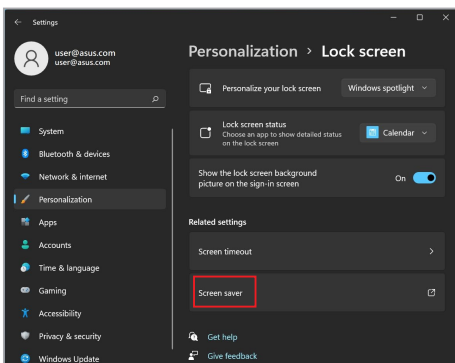 Settings
user@asus.com
user@asus.com
Find a setting
System
Bluetooth & devices
Network & internet
Personalization
Apps
Accounts
Time & language
Gaming
Accessibility
Privacy & security
Windows Update
Personalization > Lock screen
Personalize your lock screen
Windows spotlight
Lock screen status
Choose an app to show detailed status
on the lock screen
Calendar
Show the lock screen background
picture on the sign-in screen
On
Related settings
Screen timeout
Screen saver
Get help
Give feedback